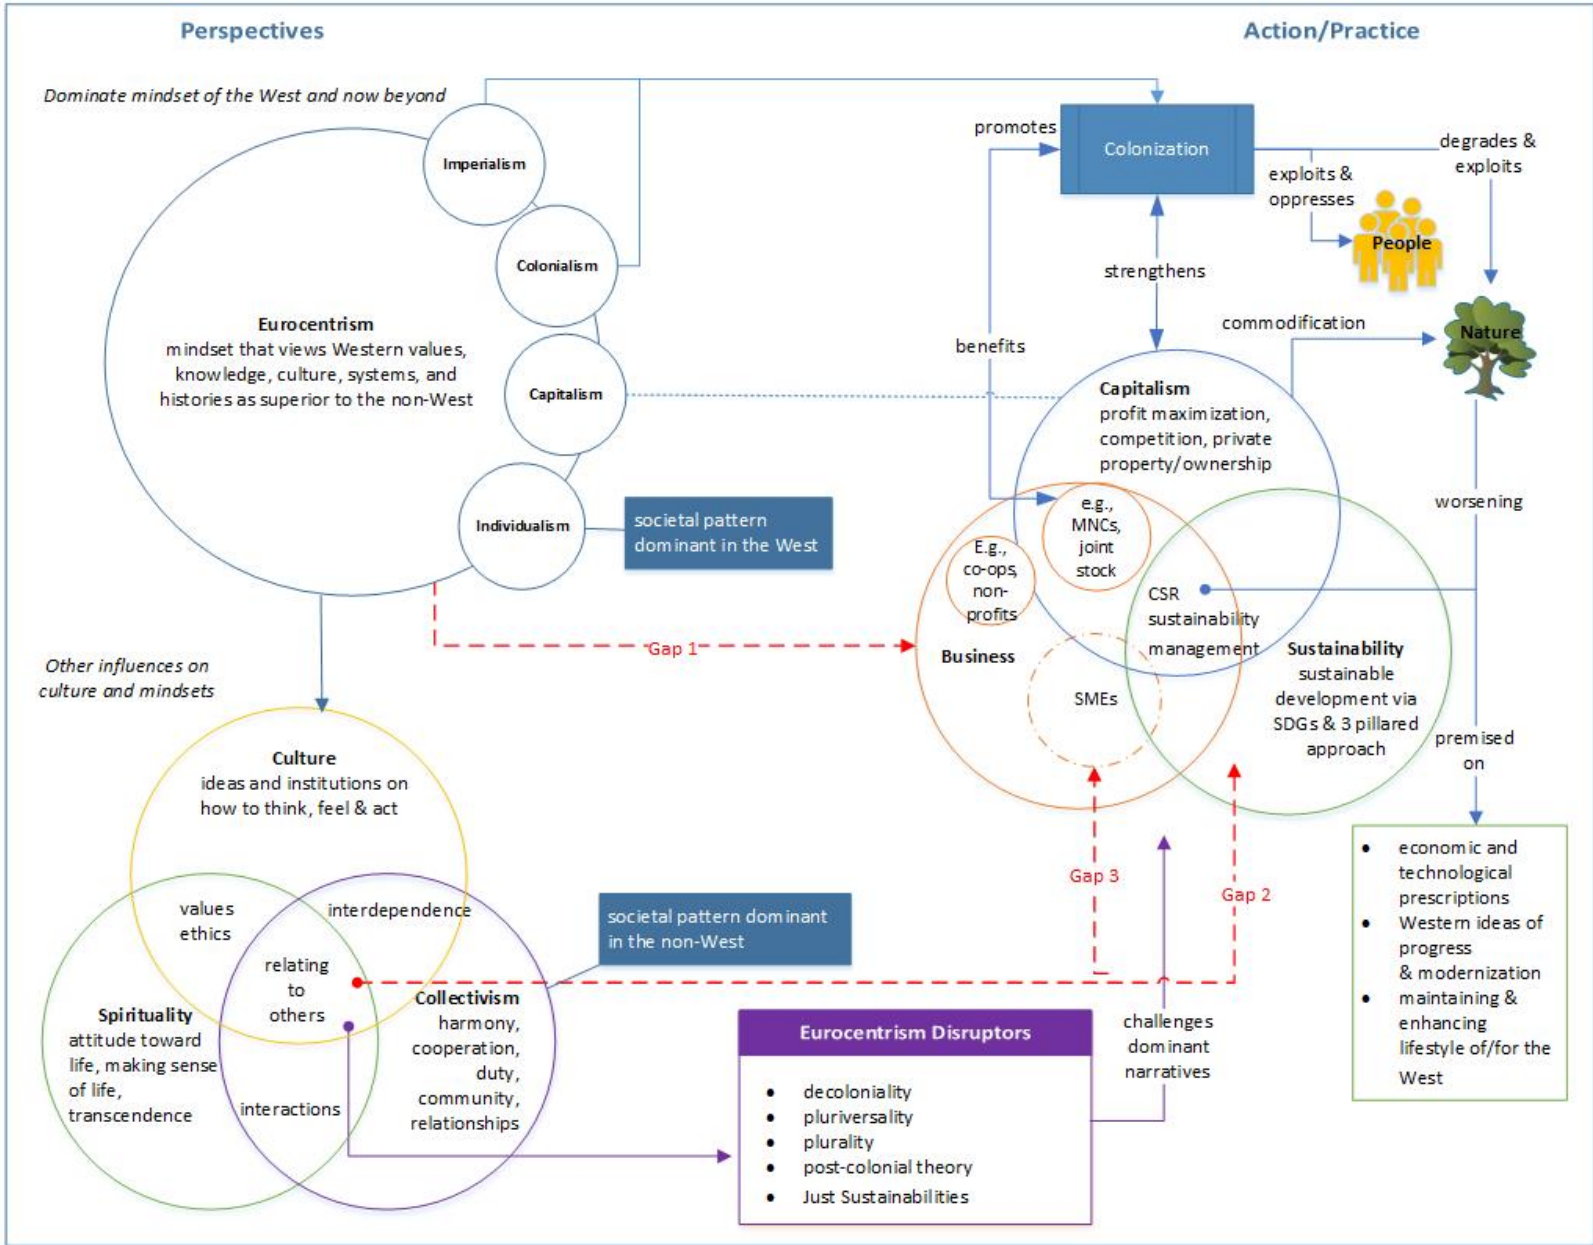 Perspectives
Action/Practice
Dominate mindset of the West and now beyond
Imperialism
Colonialism
Eurocentrism
mindset that views Western values,
knowledge, culture, systems, and
histories as superior to the non-West
Capitalism
Individualism
societal pattern
dominant in the West
promotes
Colonization
degrades &
exploits
exploits &
oppresses
People
strengthens
commodification
Nature
benefits
Capitalism
profit maximization,
competition, private
property/ownership
worsening
e.g.,
MNCs,
joint
stock
E.g.,
co-ops,
non-
profits
CSR
sustainability
management
Gap 1
Business
SMEs
Sustainability
sustainable
development via
SDGs & 3 pillared
approach
premised
on
Other influences on
culture and mindsets
Culture
ideas and institutions on
how to think, feel & act
values
ethics
interdependence
relating
to
others
Spirituality
attitude toward
life, making sense
of life,
transcendence
interactions
Collectivism
harmony,
cooperation,
duty,
community,
relationships
societal pattern dominant
in the non-West
Gap 3
Gap 2
Eurocentrism Disruptors
• decoloniality
• pluriversality
• plurality
• post-colonial theory
• Just Sustainabilities
challenges
dominant
narratives
• economic and
technological
prescriptions
• Western ideas of
progress
& modernization
• maintaining &
enhancing
lifestyle of/for the
West